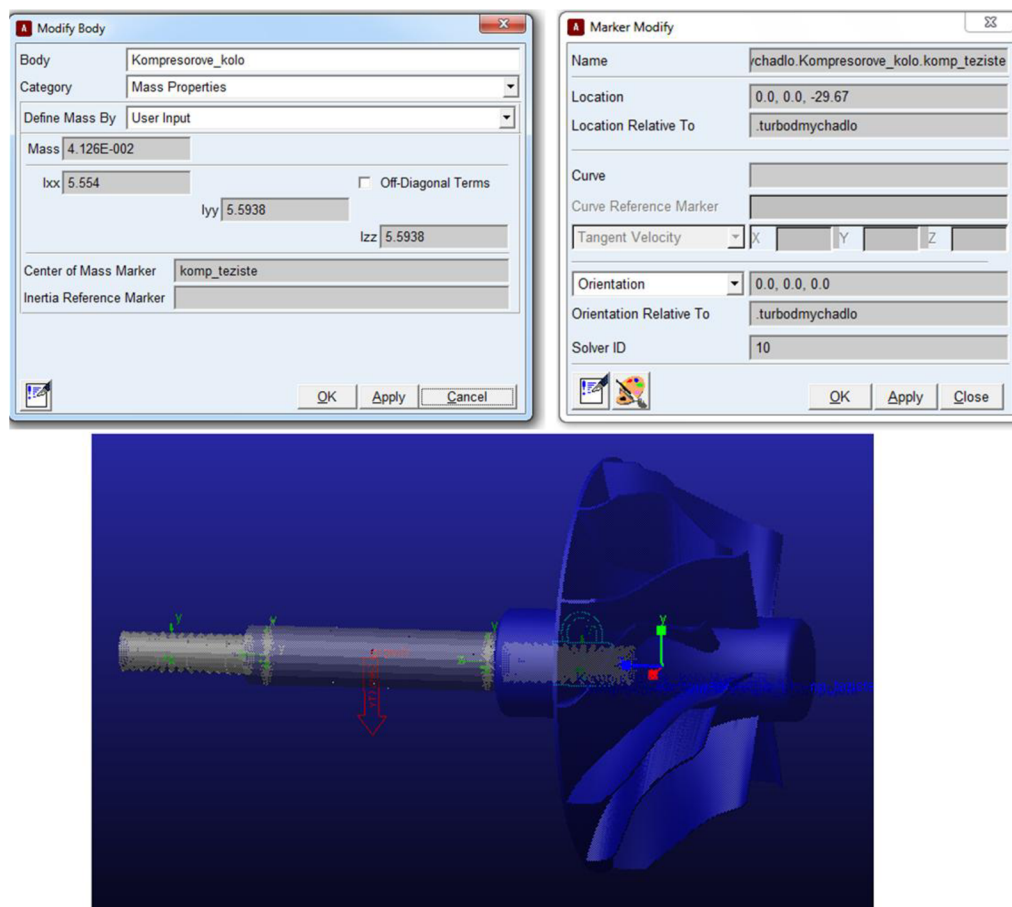 A Modify Body
Body Kompresorove_kolo
Category Mass Properties
Define Mass By User Input
Mass 4.126E-002
Ixx 5.554 Off-Diagonal Terms
Iyy 5.5938
Izz 5.5938
Center of Mass Marker komp_teziste
Inertia Reference Marker
OK Apply Cancel
A Marker Modify
Name ychadlo.Kompresorove_kolo.komp_teziste
Location 0.0, 0.0, -29.67
Location Relative To .turbodmychadlo
Curve
Curve Reference Marker
Tangent Velocity X Y Z
Orientation 0.0, 0.0, 0.0
Orientation Relative To .turbodmychadlo
Solver ID 10
OK Apply Close
y
y
y
y
y